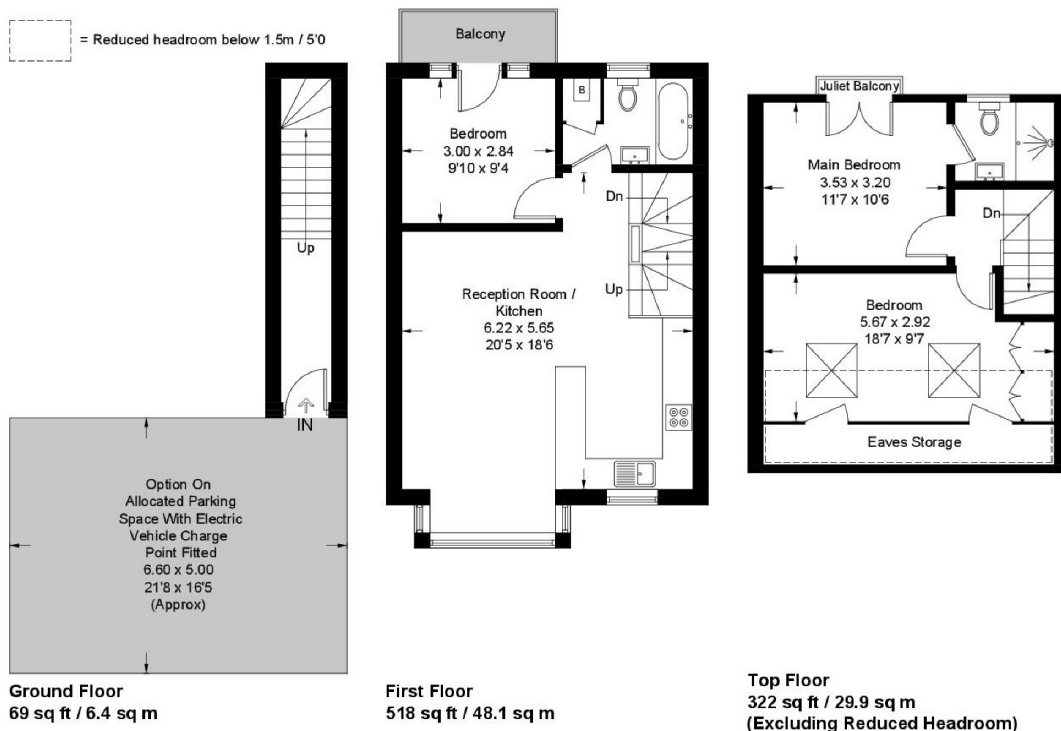 = Reduced headroom below 1.5m / 5'0
Up
IN
Option On
Allocated Parking
Space With Electric
Vehicle Charge
Point Fitted
6.60 x 5.00
21'8 x 16'5
(Approx)
Ground Floor
69 sq ft / 6.4 sq m
Balcony
B
Bedroom
3.00 x 2.84
9'10 x 9'4
Dn
Up
Reception Room /
Kitchen
6.22 x 5.65
20'5 x 18'6
First Floor
518 sq ft / 48.1 sq m
Juliet Balcony
Main Bedroom
3.53 x 3.20
11'7 x 10'6
Dn
Bedroom
5.67 x 2.92
18'7 x 9'7
Eaves Storage
Top Floor
322 sq ft / 29.9 sq m
(Excluding Reduced Headroom)